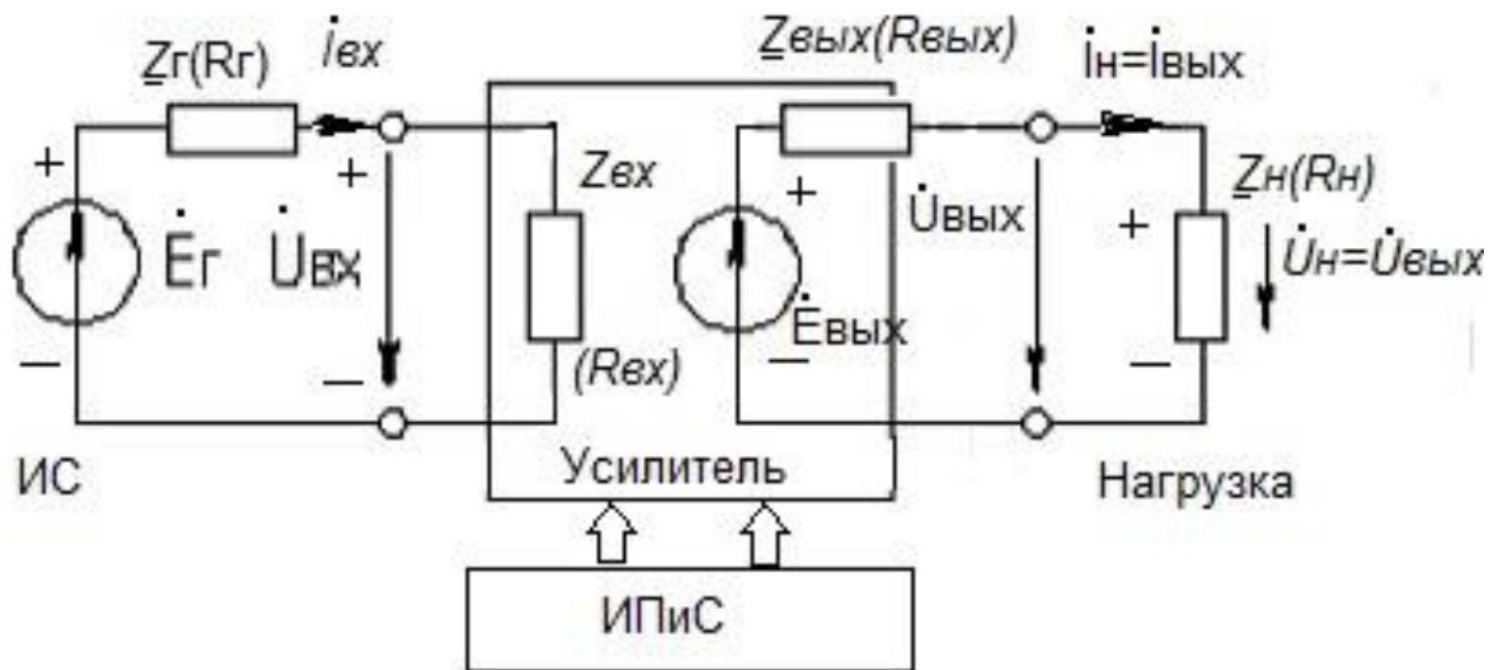 Zг(Rг)
İвх
Zвых(Rвых)
İн=İвых
+
+
Zвх
+
U̇вых
+
Zн(Rн)
Ėг
U̇вх
U̇н=U̇вых
Ėвых
—
—
(Rвх)
—
—
ИС
Усилитель
Нагрузка
ИПиС